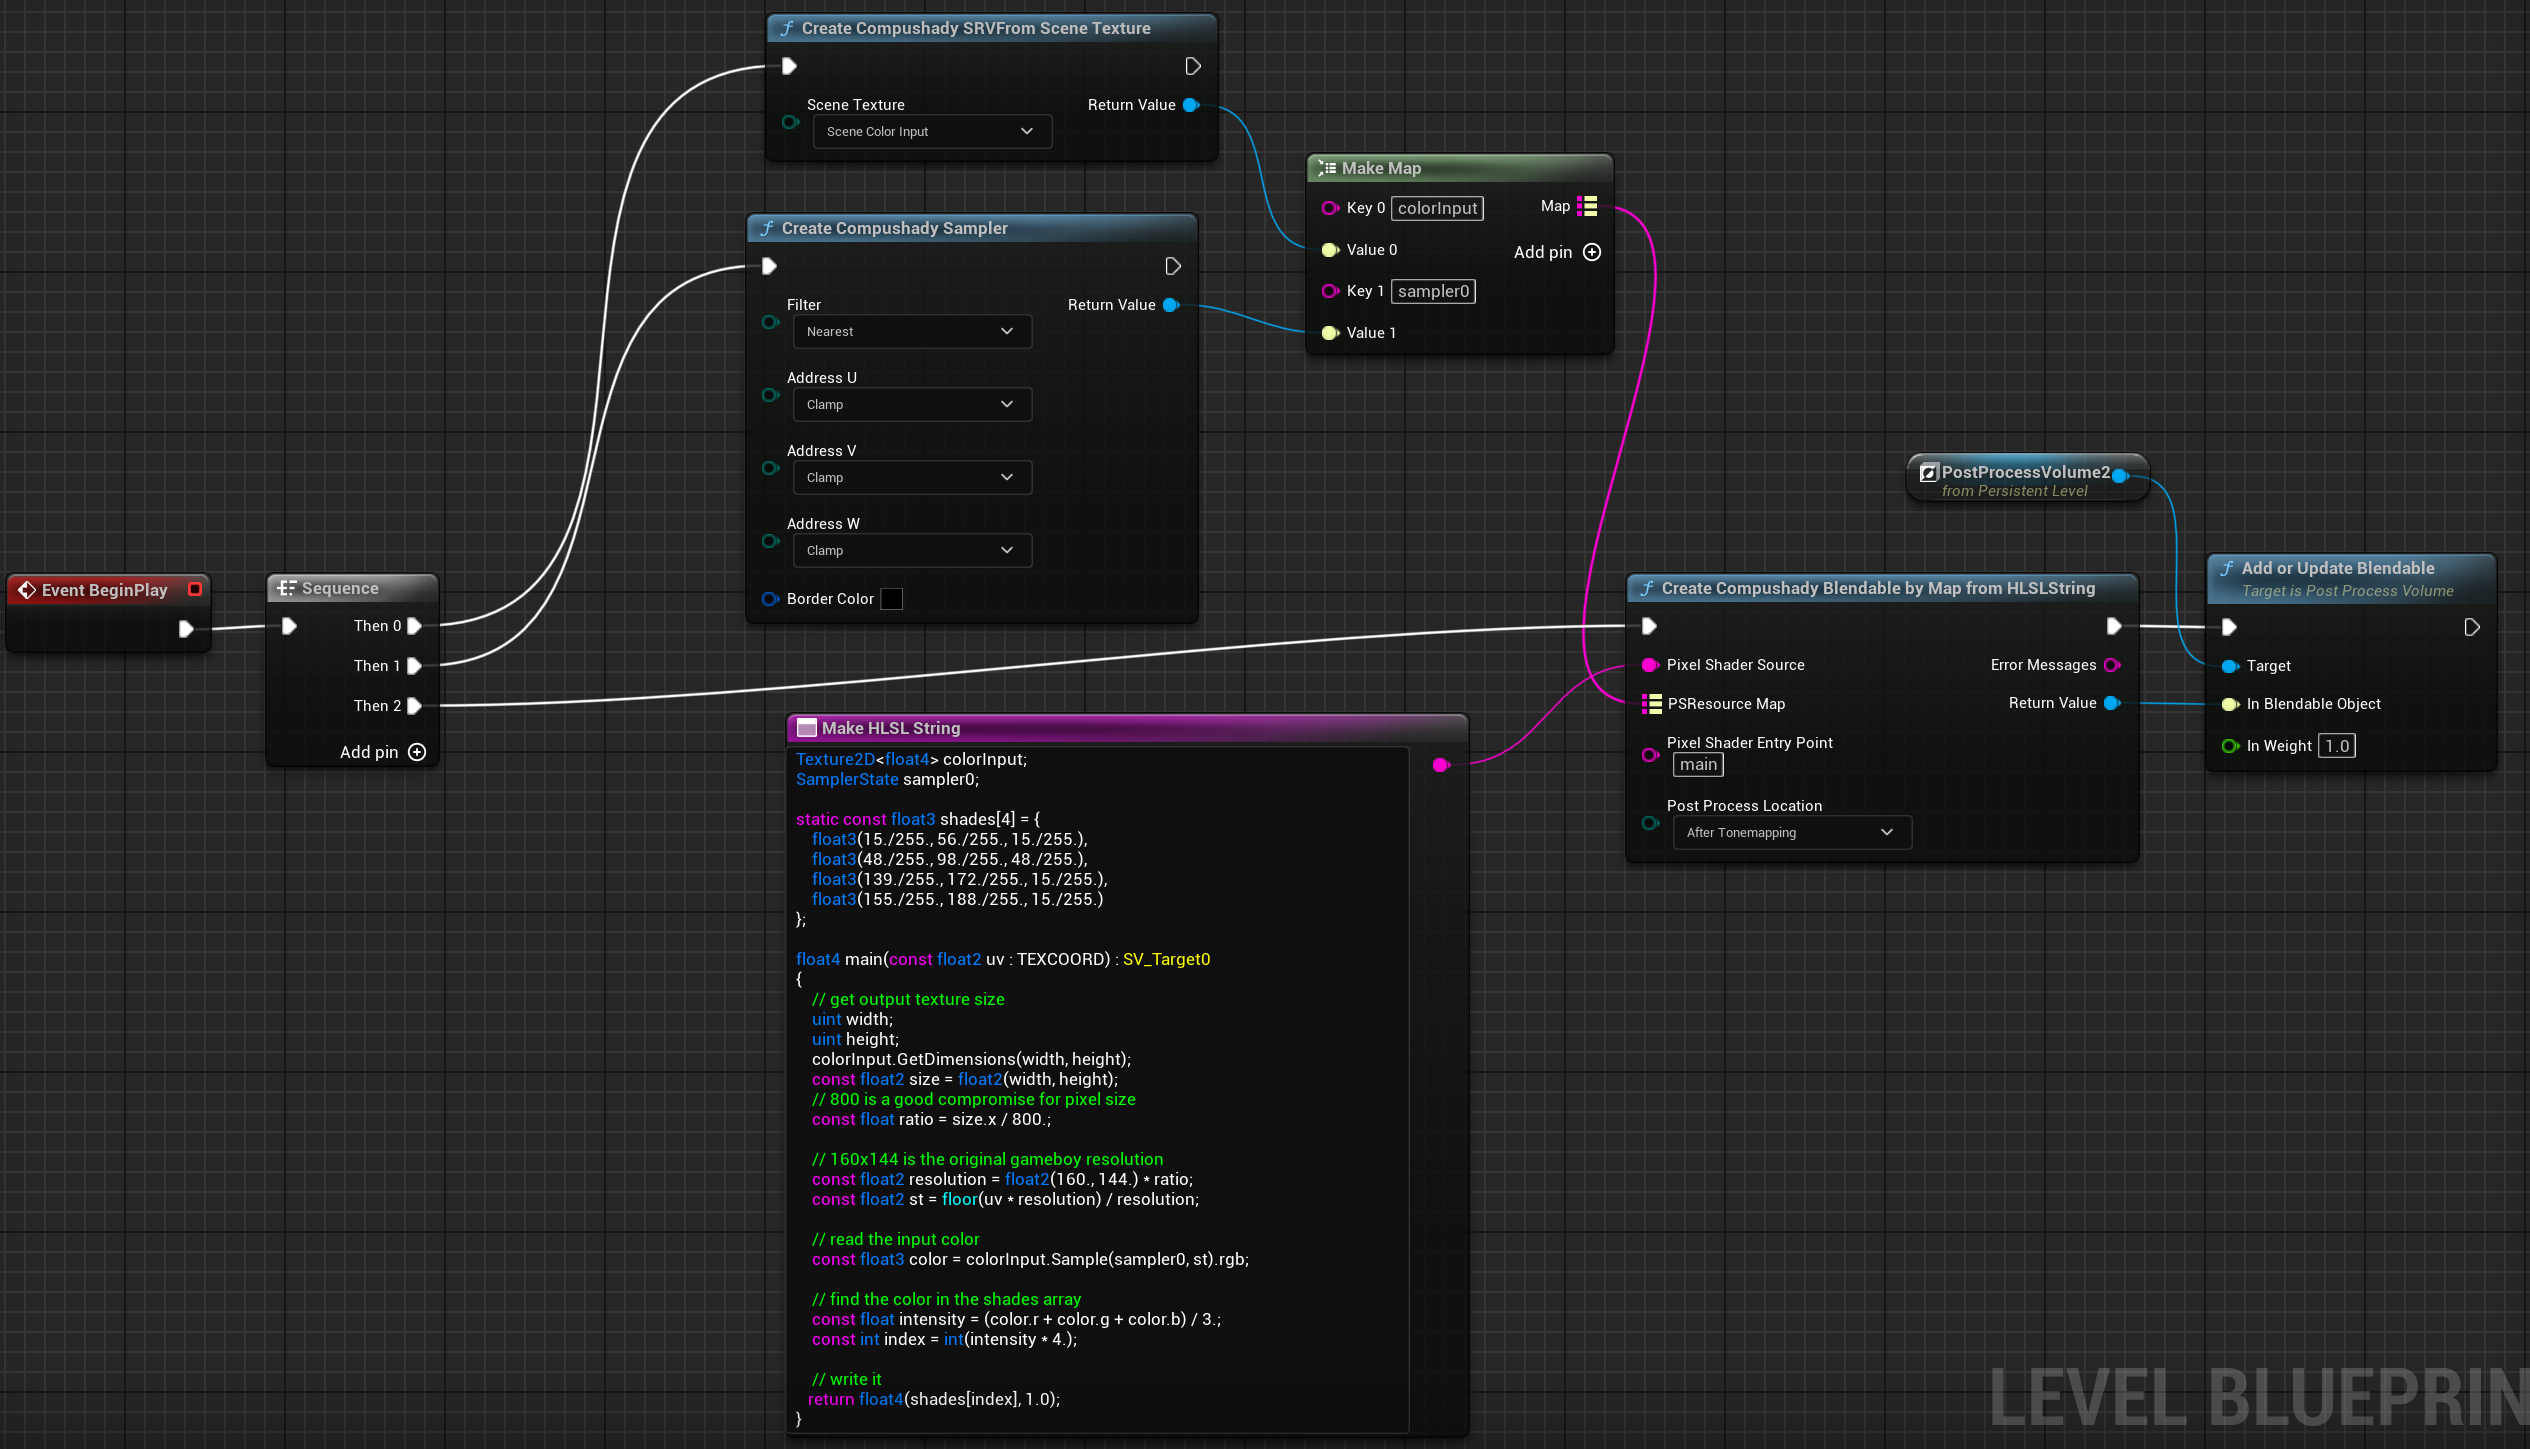 Create Compushady SRVFrom Scene Texture
Scene Texture
Return Value
Scene Color Input
Make Map
Key 0 colorInput
Map
Value 0
Add pin
Key 1 sampler0
Value 1
Create Compushady Sampler
Filter
Return Value
Nearest
Address U
Clamp
Address V
Clamp
Address W
Clamp
Border Color
PostProcessVolume2
from Persistent Level
Event BeginPlay
Sequence
Then 0
Then 1
Then 2
Add pin
Create Compushady Blendable by Map from HLSLString
Pixel Shader Source
Error Messages
PSResource Map
Return Value
Pixel Shader Entry Point
main
Post Process Location
After Tonemapping
Add or Update Blendable
Target is Post Process Volume
Target
In Blendable Object
In Weight 1.0
Make HLSL String
Texture2D<float4> colorInput;
SamplerState sampler0;
static const float3 shades[4] = {
float3(15./255., 56./255., 15./255.),
float3(48./255., 98./255., 48./255.),
float3(139./255., 172./255., 15./255.),
float3(155./255., 188./255., 15./255.)
};
float4 main(const float2 uv : TEXCOORD) : SV_Target0
{
// get output texture size
uint width;
uint height;
colorInput.GetDimensions(width, height);
const float2 size = float2(width, height);
// 800 is a good compromise for pixel size
const float ratio = size.x / 800.;
// 160x144 is the original gameboy resolution
const float2 resolution = float2(160., 144.) * ratio;
const float2 st = floor(uv * resolution) / resolution;
// read the input color
const float3 color = colorInput.Sample(sampler0, st).rgb;
// find the color in the shades array
const float intensity = (color.r + color.g + color.b) / 3.;
const int index = int(intensity * 4.);
// write it
return float4(shades[index], 1.0);
}
LEVEL BLUEPRIN